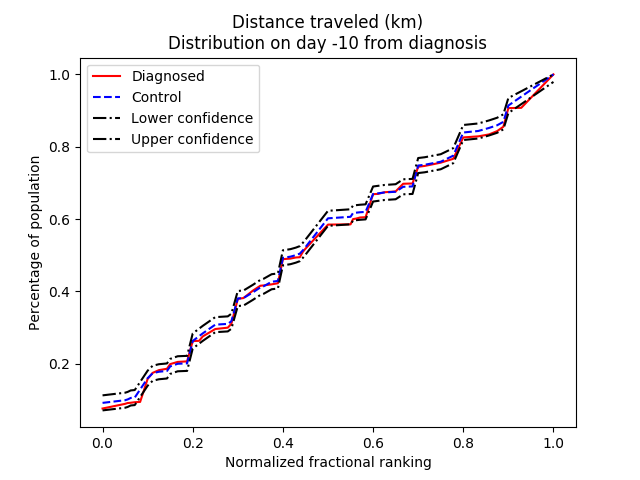 Distance traveled (km)
Distribution on day -10 from diagnosis
Diagnosed
Control
Lower confidence
Upper confidence
Percentage of population
1.0
0.8
0.6
0.4
0.2
0.0 0.2 0.4 0.6 0.8 1.0
Normalized fractional ranking